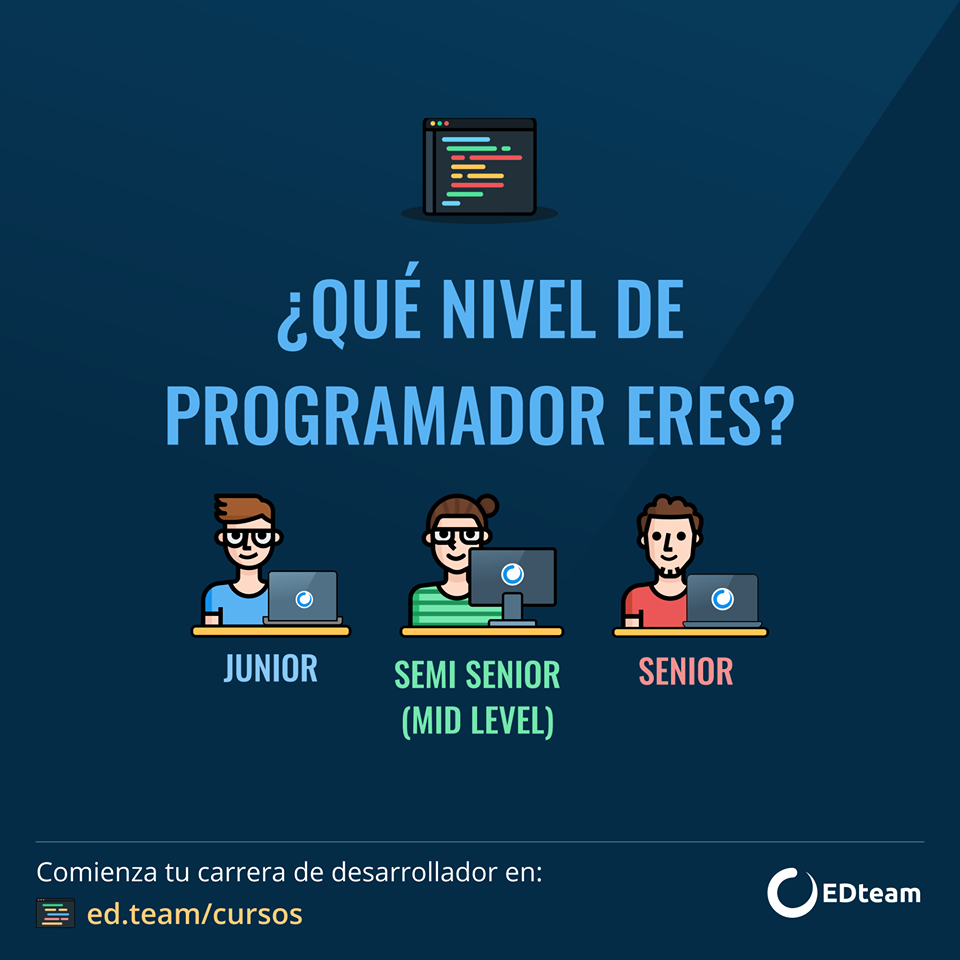 ¿QUÉ NIVEL DE
PROGRAMADOR ERES?
JUNIOR
SEMI SENIOR
(MID LEVEL)
SENIOR
Comienza tu carrera de desarrollador en:
ed.team/cursos
EDteam